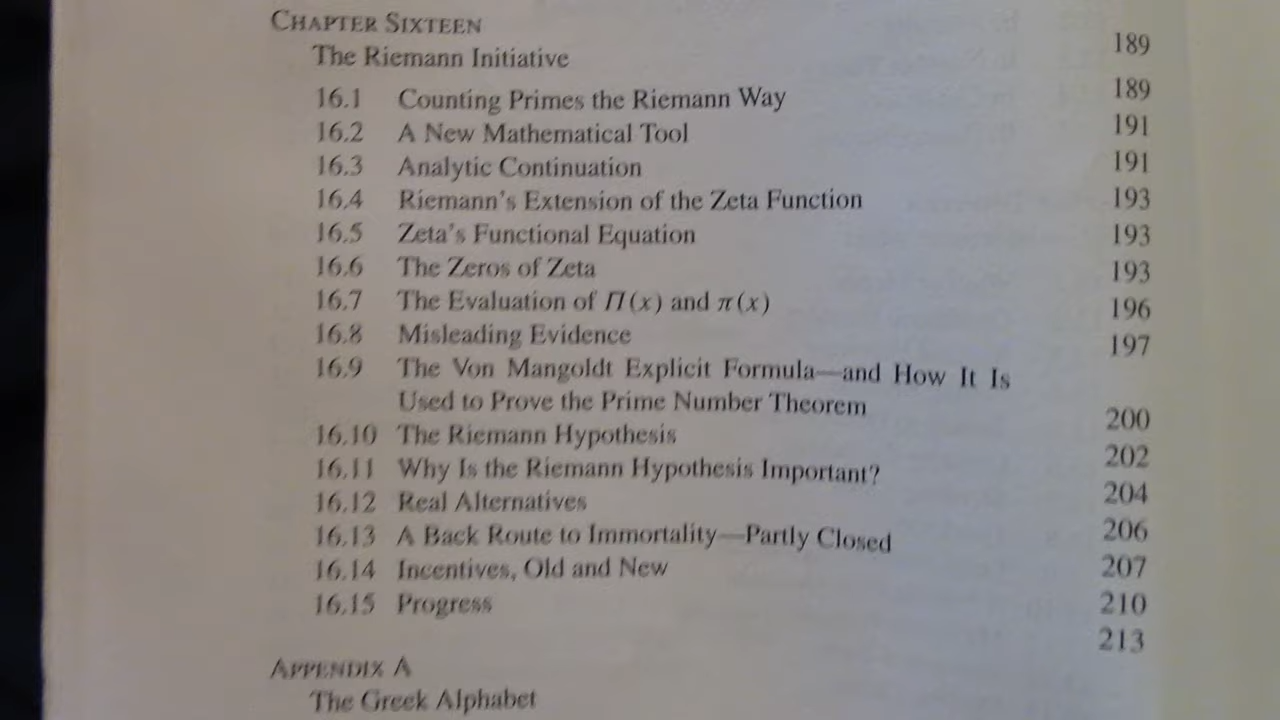 CHAPTER SIXTEEN
The Riemann Initiative 189
16.1 Counting Primes the Riemann Way 189
16.2 A New Mathematical Tool 191
16.3 Analytic Continuation 191
16.4 Riemann's Extension of the Zeta Function 193
16.5 Zeta's Functional Equation 193
16.6 The Zeros of Zeta 193
16.7 The Evaluation of Π(x) and π(x) 196
16.8 Misleading Evidence 197
16.9 The Von Mangoldt Explicit Formula—and How It Is
Used to Prove the Prime Number Theorem 200
16.10 The Riemann Hypothesis 202
16.11 Why Is the Riemann Hypothesis Important? 204
16.12 Real Alternatives 206
16.13 A Back Route to Immortality—Partly Closed 207
16.14 Incentives, Old and New 210
16.15 Progress 213
APPENDIX A
The Greek Alphabet